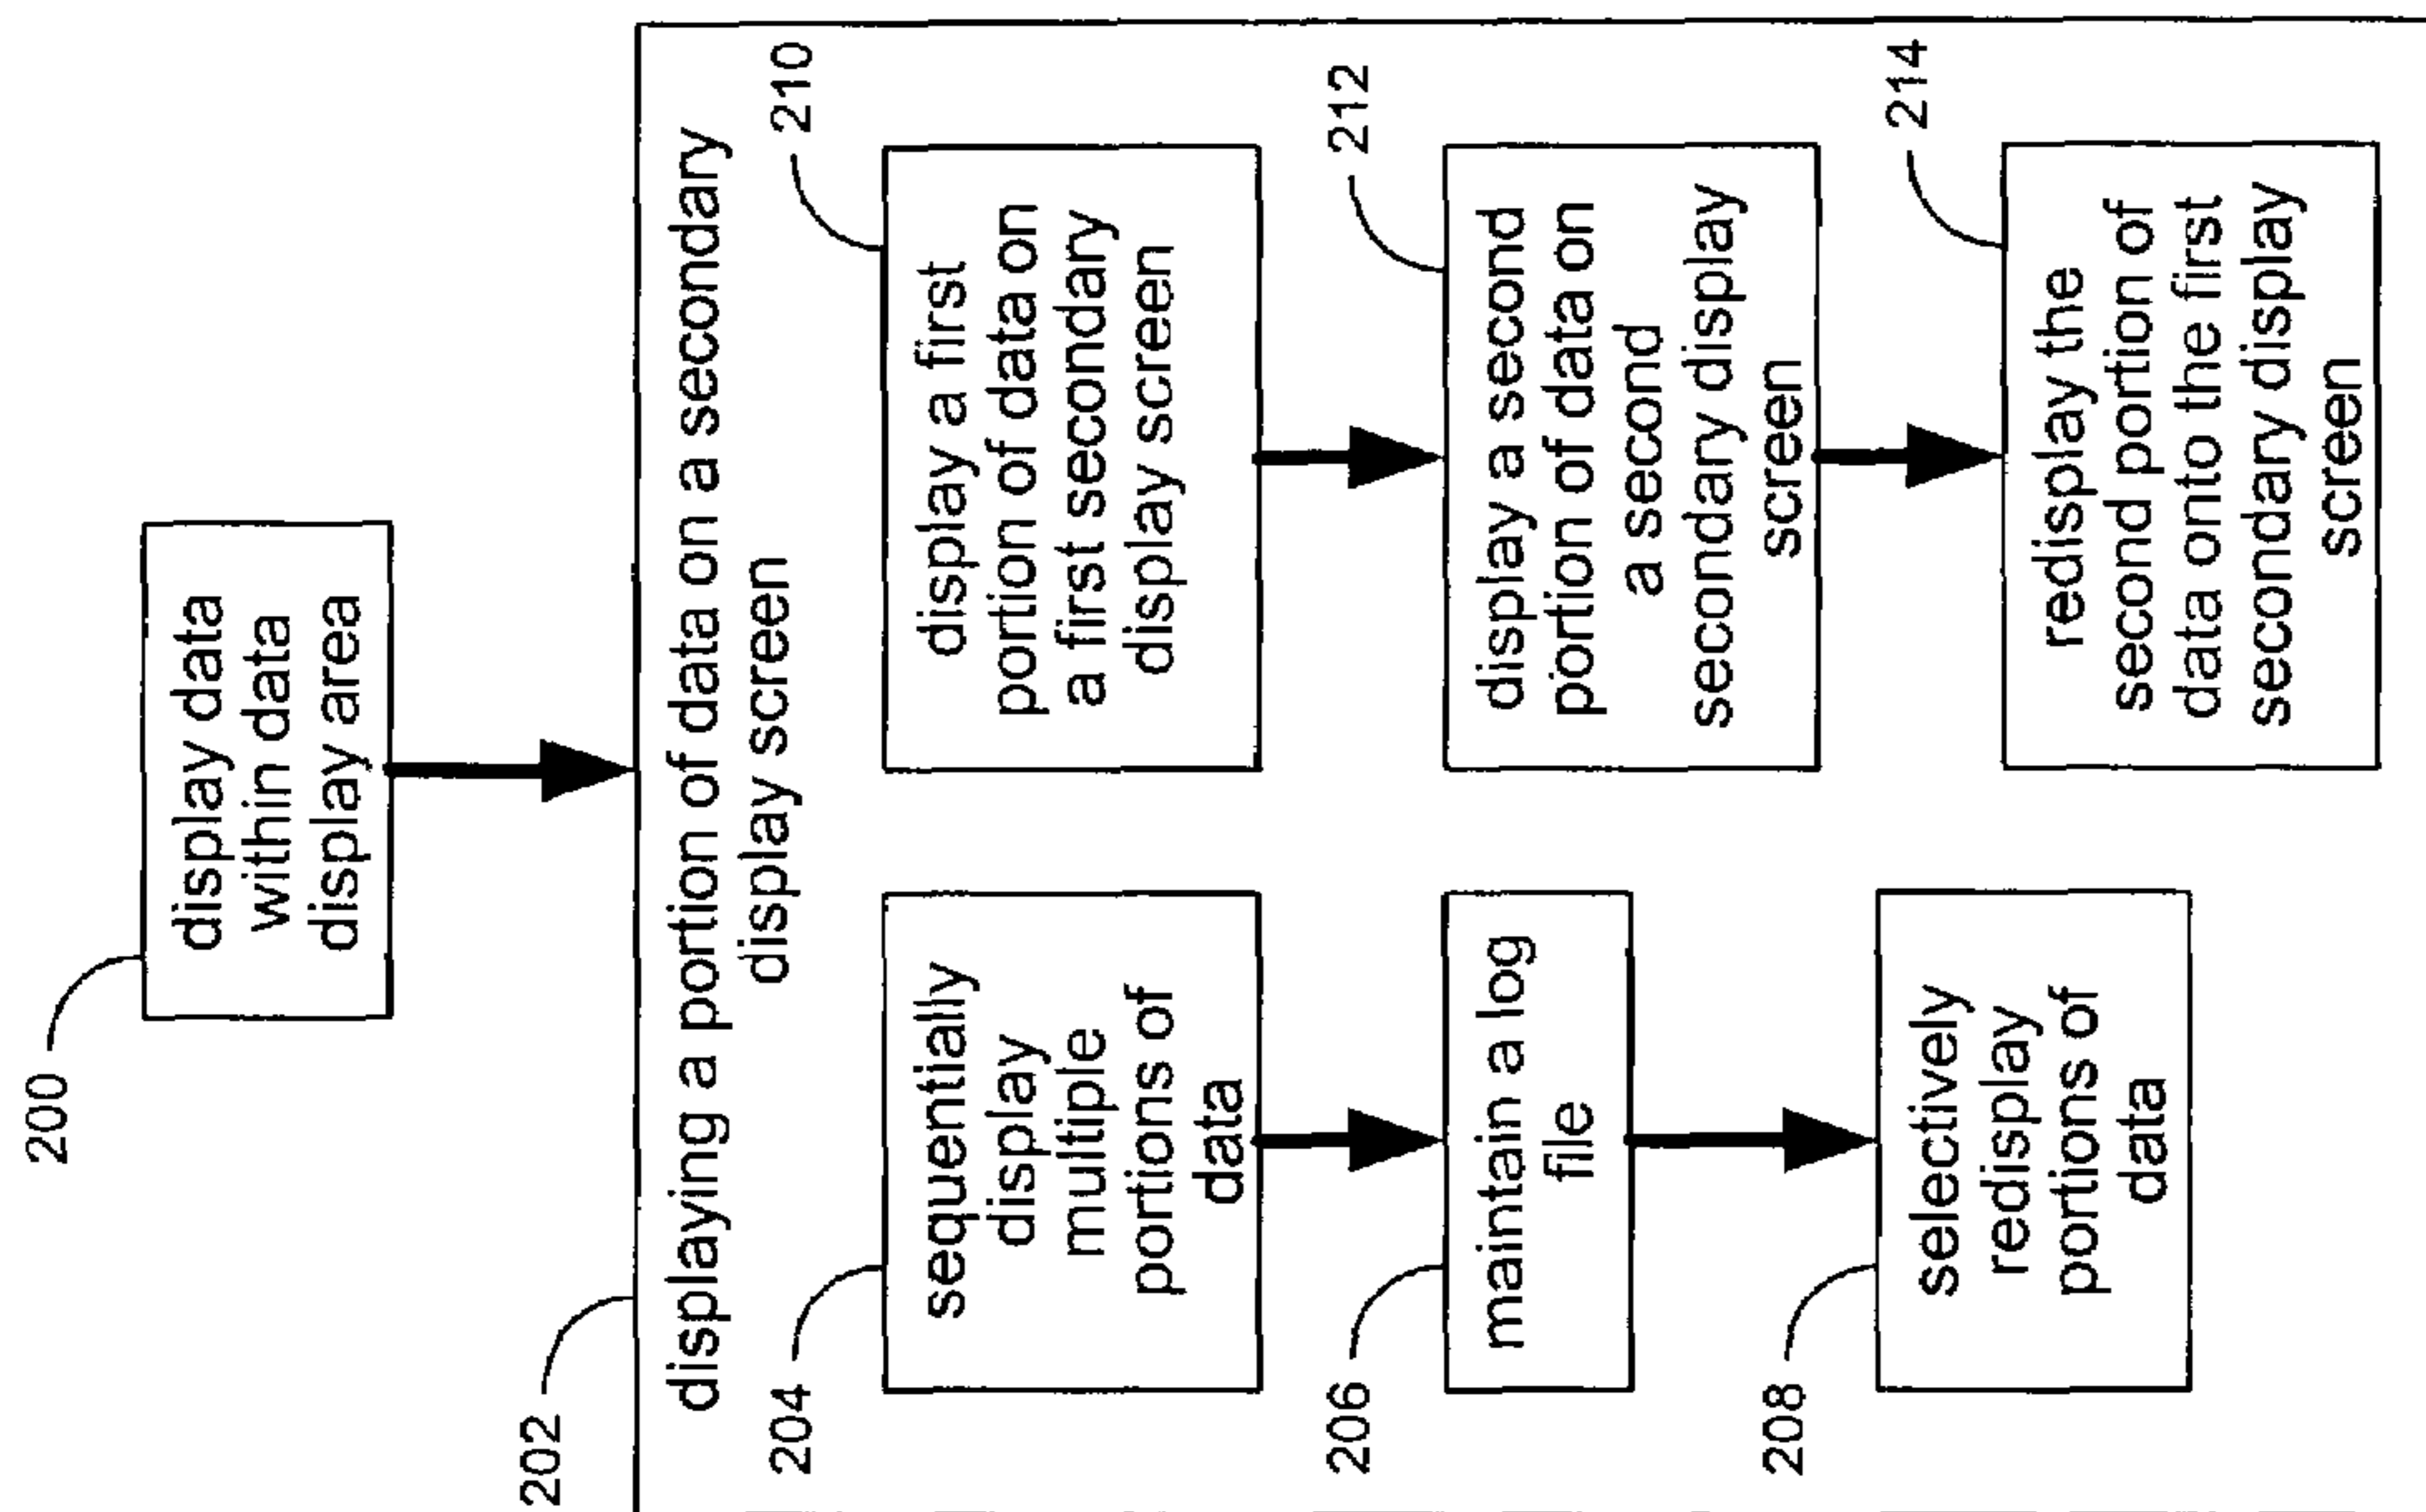 200
display data
within data
display area
202
displaying a portion of data on a secondary
display screen
204
sequentially
display
multiple
portions of
data
206
maintain a log
file
208
selectively
redisplay
portions of
data
210
display a first
portion of data on
a first secondary
display screen
212
display a second
portion of data on
a second
secondary display
screen
214
redisplay the
second portion of
data onto the first
secondary display
screen